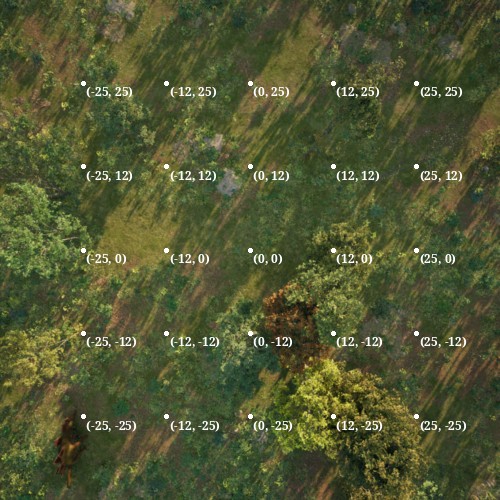 (-25, 25) (-12, 25) (0, 25) (12, 25) (25, 25)
(-25, 12) (-12, 12) (0, 12) (12, 12) (25, 12)
(-25, 0) (-12, 0) (0, 0) (12, 0) (25, 0)
(-25, -12) (-12, -12) (0, -12) (12, -12) (25, -12)
(-25, -25) (-12, -25) (0, -25) (12, -25) (25, -25)